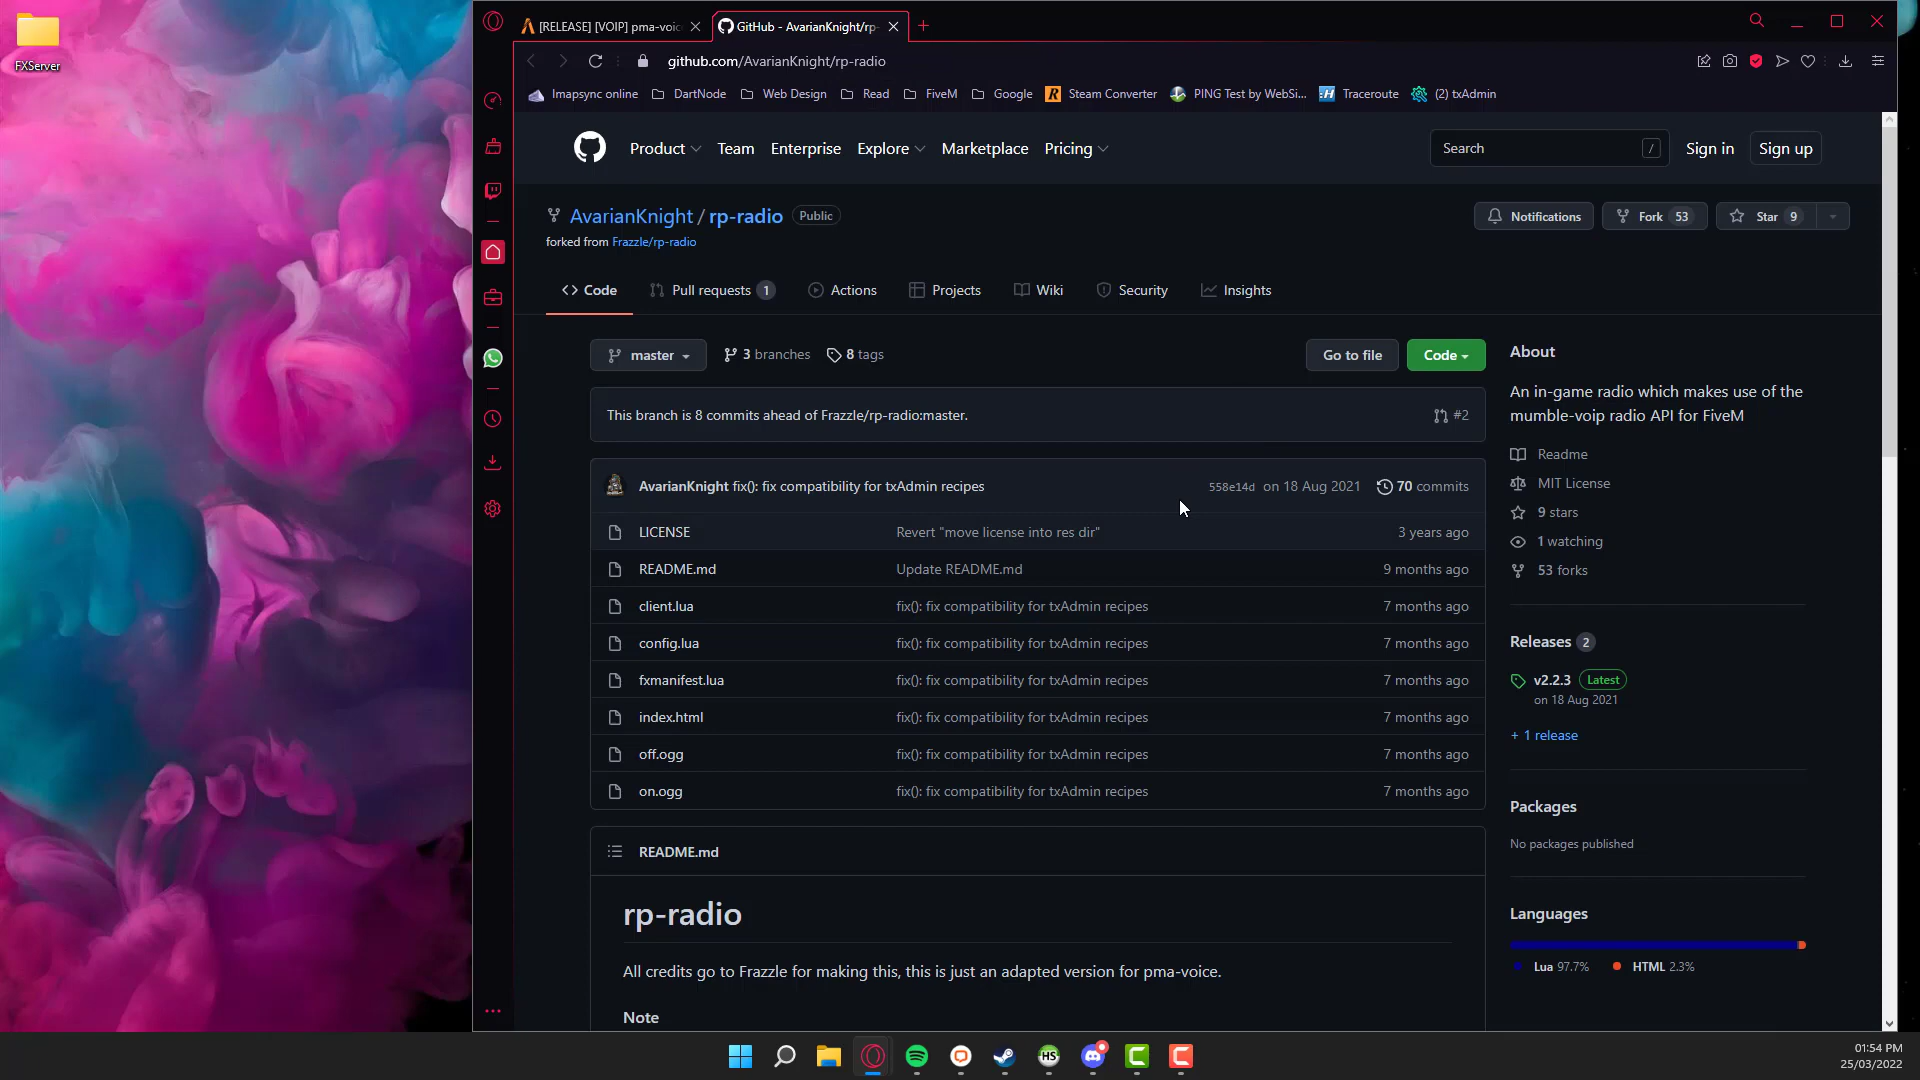 FXServer
[RELEASE] [VOIP] pma-voic
GitHub - AvarianKnight/rp-
github.com/AvarianKnight/rp-radio
Imapsync online
DartNode
Web Design
Read
FiveM
Google
Steam Converter
PING Test by WebSi...
Traceroute
(2) txAdmin
Product
Team
Enterprise
Explore
Marketplace
Pricing
Search
/
Sign in
Sign up
AvarianKnight / rp-radio Public
forked from Frazzle/rp-radio
Notifications
Fork 53
Star 9
Code
Pull requests 1
Actions
Projects
Wiki
Security
Insights
master
3 branches
8 tags
Go to file
Code
This branch is 8 commits ahead of Frazzle/rp-radio:master.
#2
AvarianKnight fix(): fix compatibility for txAdmin recipes
558e14d on 18 Aug 2021
70 commits
LICENSE Revert "move license into res dir" 3 years ago
README.md Update README.md 9 months ago
client.lua fix(): fix compatibility for txAdmin recipes 7 months ago
config.lua fix(): fix compatibility for txAdmin recipes 7 months ago
fxmanifest.lua fix(): fix compatibility for txAdmin recipes 7 months ago
index.html fix(): fix compatibility for txAdmin recipes 7 months ago
off.ogg fix(): fix compatibility for txAdmin recipes 7 months ago
on.ogg fix(): fix compatibility for txAdmin recipes 7 months ago
README.md
rp-radio
All credits go to Frazzle for making this, this is just an adapted version for pma-voice.
Note
About
An in-game radio which makes use of the
mumble-voip radio API for FiveM
Readme
MIT License
9 stars
1 watching
53 forks
Releases 2
v2.2.3 Latest
on 18 Aug 2021
+ 1 release
Packages
No packages published
Languages
Lua 97.7%
HTML 2.3%
HS
01:54 PM
25/03/2022